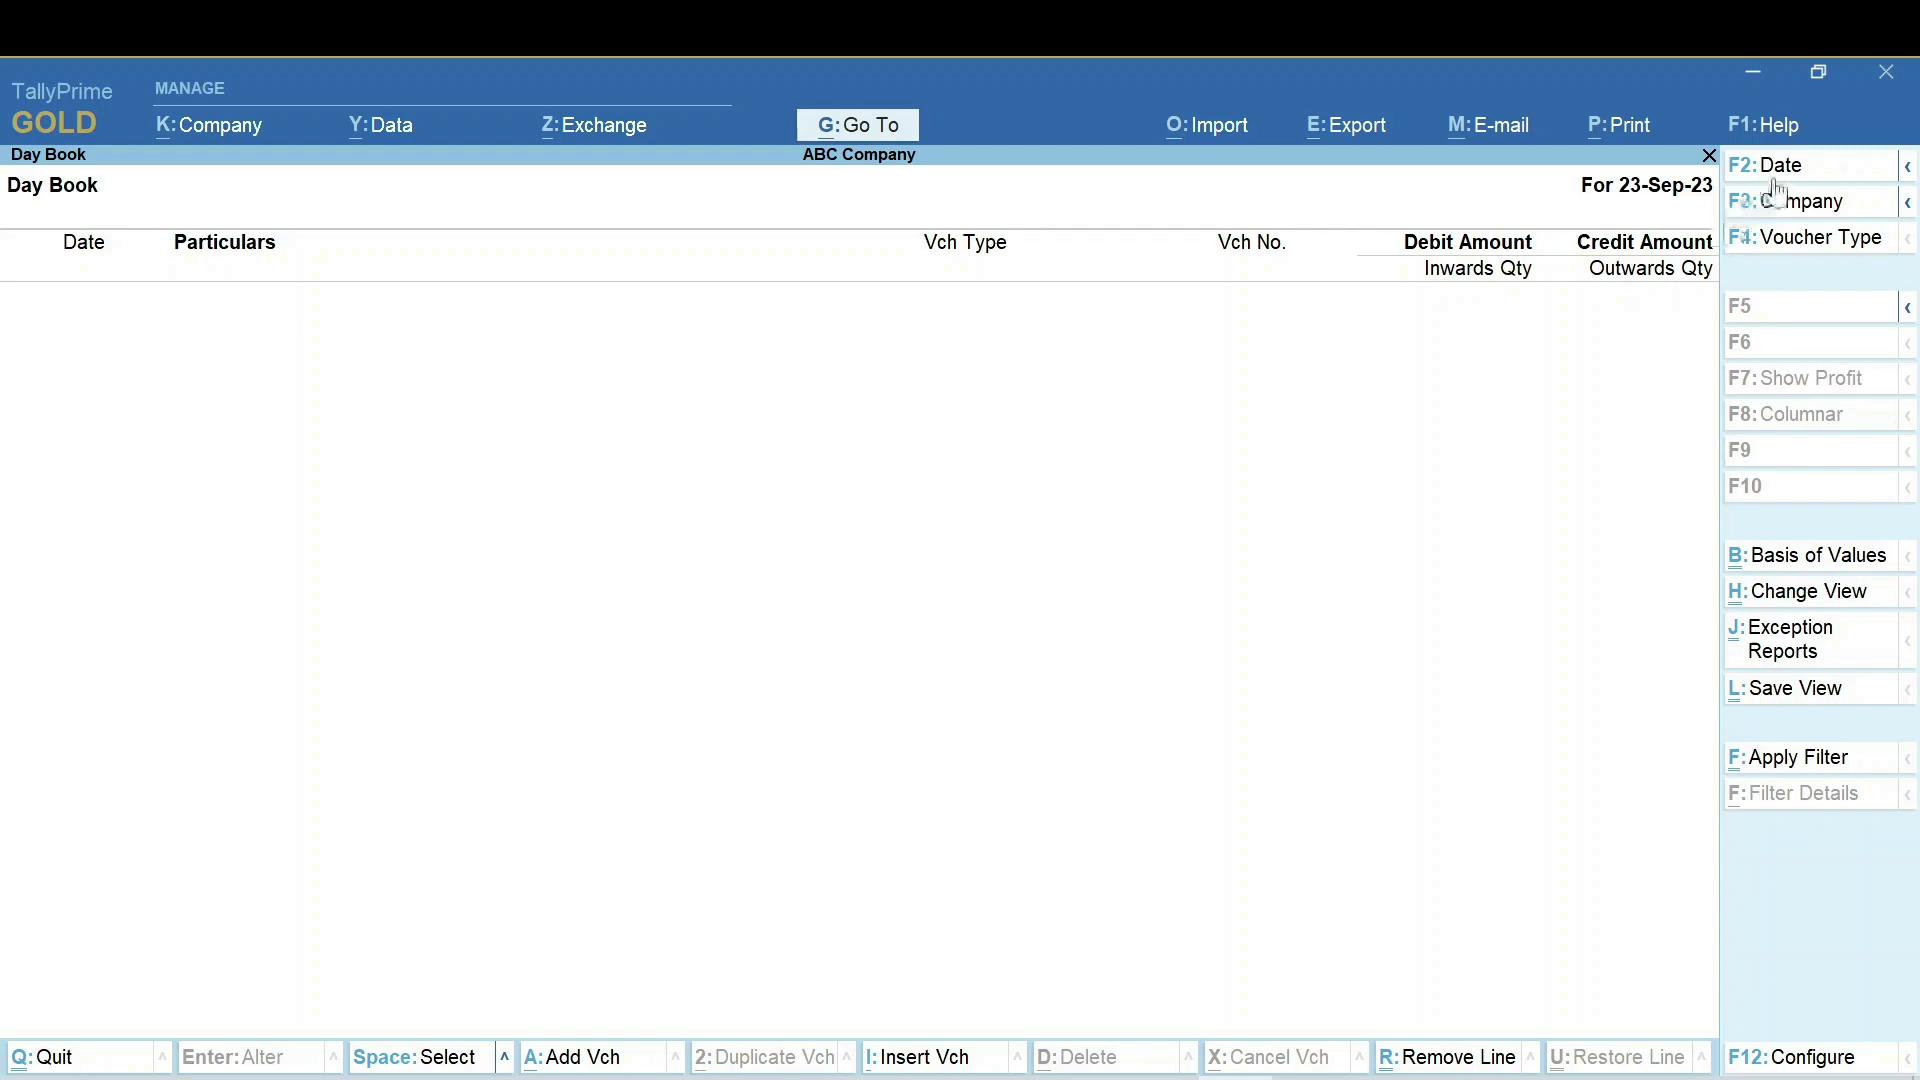 MANAGE
TallyPrime
GOLD
K: Company Y: Data Z: Exchange G: Go To O: Import E: Export M: E-mail P: Print F1: Help
Day Book ABC Company
Day Book For 23-Sep-23
Date Particulars Vch Type Vch No. Debit Amount Credit Amount
Inwards Qty Outwards Qty
F2: Date
F3:
F4: Voucher Type
F5
F6
F7: Show Profit
F8: Columnar
F9
F10
B: Basis of Values
H: Change View
J: Exception
Reports
L: Save View
F: Apply Filter
F: Filter Details
Q: Quit Enter: Alter Space: Select A: Add Vch 2: Duplicate Vch I: Insert Vch D: Delete X: Cancel Vch R: Remove Line U: Restore Line F12: Configure